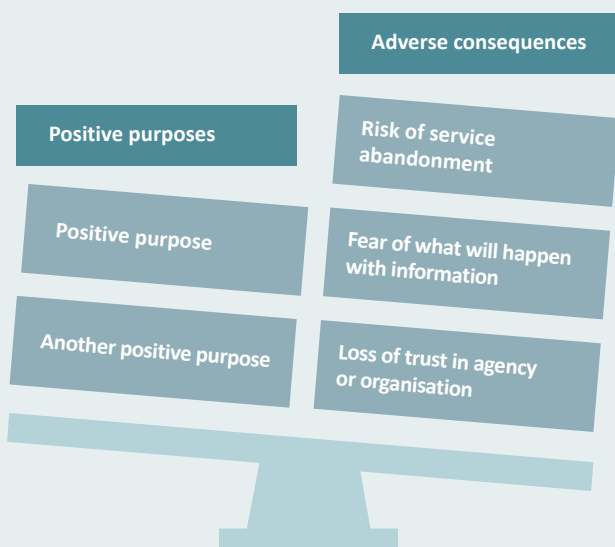 Adverse consequences
Risk of service
abandonment
Fear of what will happen
with information
Loss of trust in agency
or organisation
Positive purposes
Positive purpose
Another positive purpose